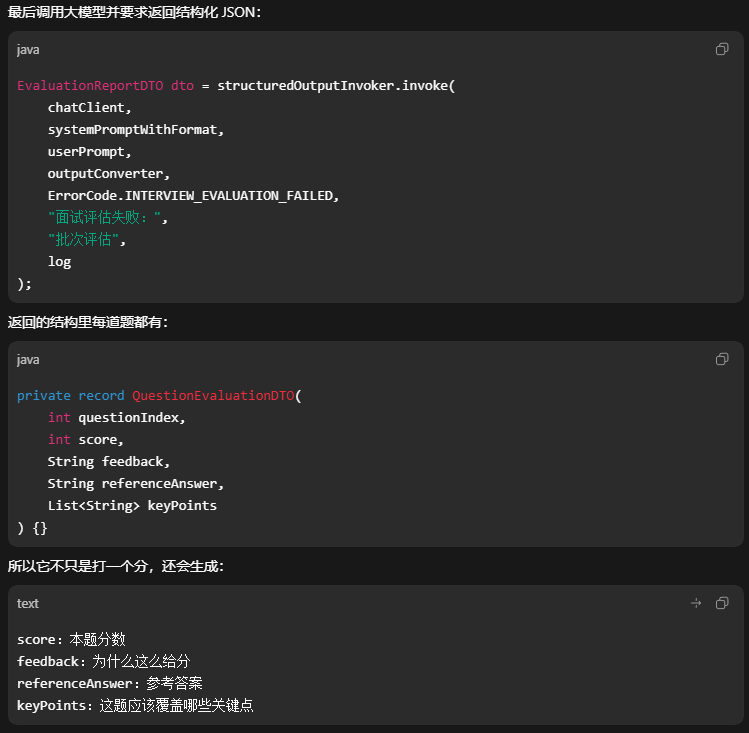 最后调用大模型并要求返回结构化 JSON：
java
EvaluationReportDTO dto = structuredOutputInvoker.invoke(
    chatClient,
    systemPromptWithFormat,
    userPrompt,
    outputConverter,
    ErrorCode.INTERVIEW_EVALUATION_FAILED,
    "面试评估失败：",
    "批次评估",
    log
);
返回的结构里每道题都有：
java
private record QuestionEvaluationDTO(
    int questionIndex,
    int score,
    String feedback,
    String referenceAnswer,
    List<String> keyPoints
) {}
所以它不只是打一个分，还会生成：
text
score：本题分数
feedback：为什么这么给分
referenceAnswer：参考答案
keyPoints：这题应该覆盖哪些关键点